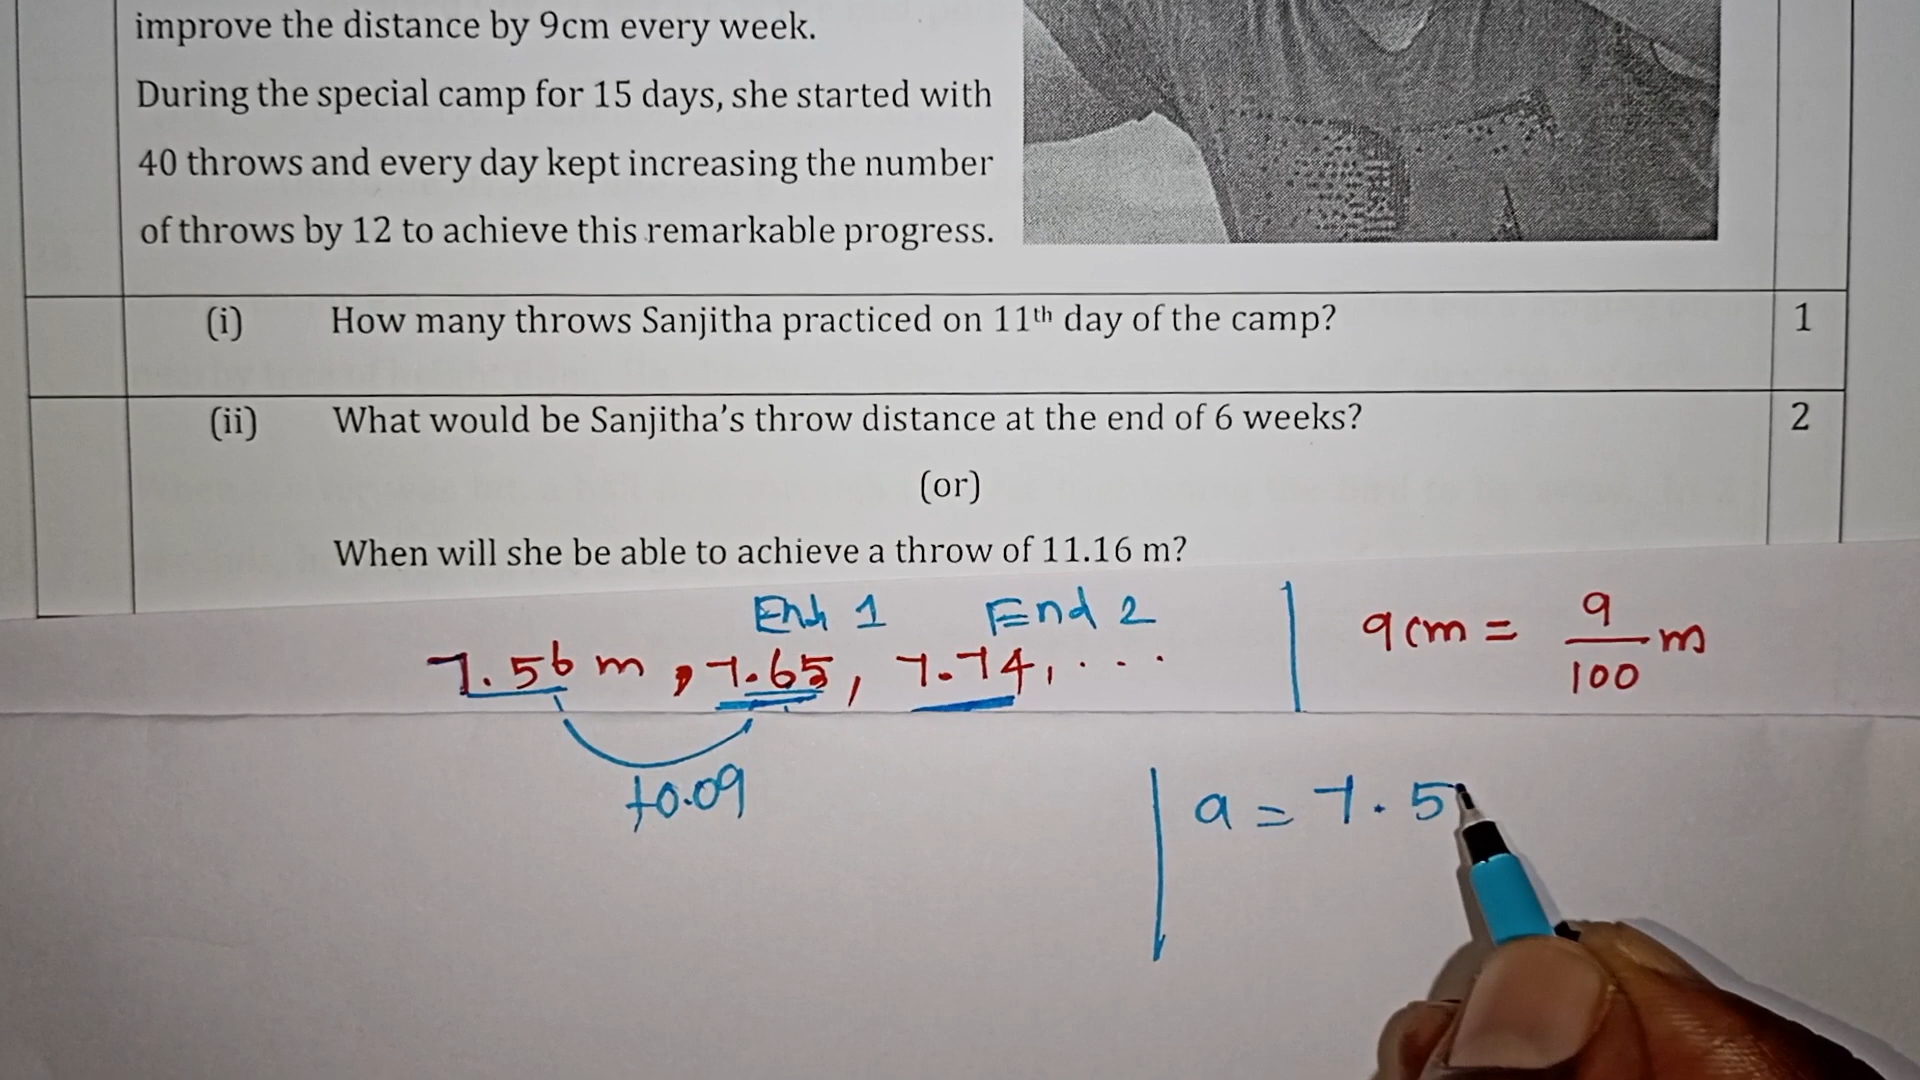 improve the distance by 9cm every week.
During the special camp for 15 days, she started with
40 throws and every day kept increasing the number
of throws by 12 to achieve this remarkable progress.
(i) How many throws Sanjitha practiced on 11th day of the camp? 1
(ii) What would be Sanjitha's throw distance at the end of 6 weeks? 2
(or)
When will she be able to achieve a throw of 11.16 m?
End 1 End 2
7.56 m , 7.65, 7.74, . . . 9cm = 9/100 m
+0.09
a = 7.5